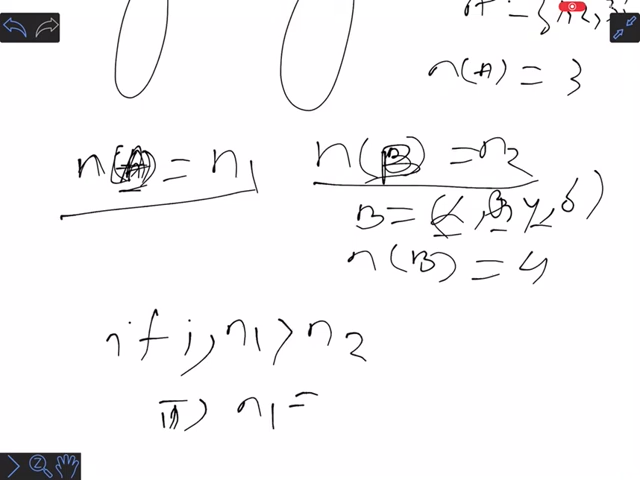 n(A) = 3
n(A) = n₁
n(B) = n₂
B = {α, β, γ, δ}
n(B) = 4
if i, n₁ > n₂
ii) n₁ =